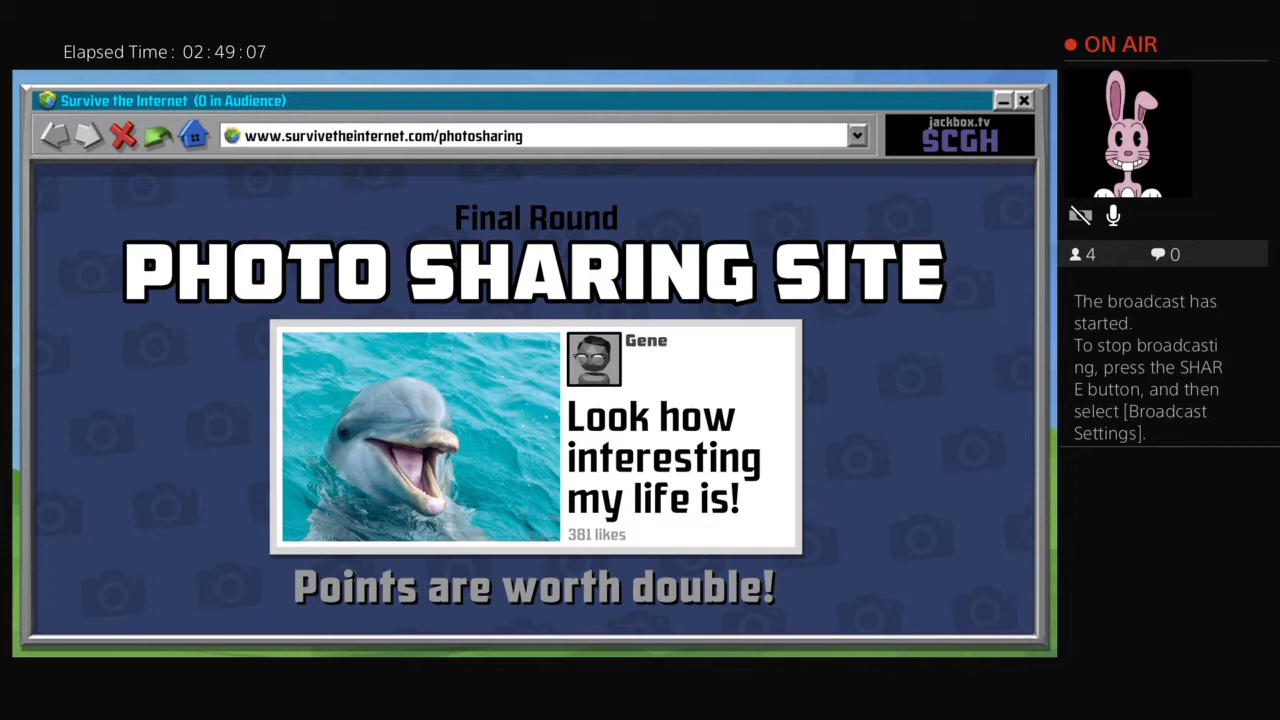 Elapsed Time: 02:49:07
ON AIR
Survive the Internet (0 in Audience)
www.survivetheinternet.com/photosharing
jackbox.tv
SCGH
4
0
The broadcast has
started.
To stop broadcasti
ng, press the SHAR
E button, and then
select [Broadcast
Settings].
Final Round
PHOTO SHARING SITE
Gene
Look how
interesting
my life is!
381 likes
Points are worth double!